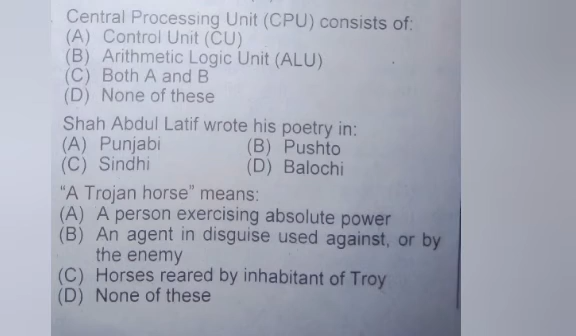 Central Processing Unit (CPU) consists of:
(A) Control Unit (CU)
(B) Arithmetic Logic Unit (ALU)
(C) Both A and B
(D) None of these
Shah Abdul Latif wrote his poetry in:
(A) Punjabi (B) Pushto
(C) Sindhi (D) Balochi
“A Trojan horse” means:
(A) A person exercising absolute power
(B) An agent in disguise used against, or by
the enemy
(C) Horses reared by inhabitant of Troy
(D) None of these